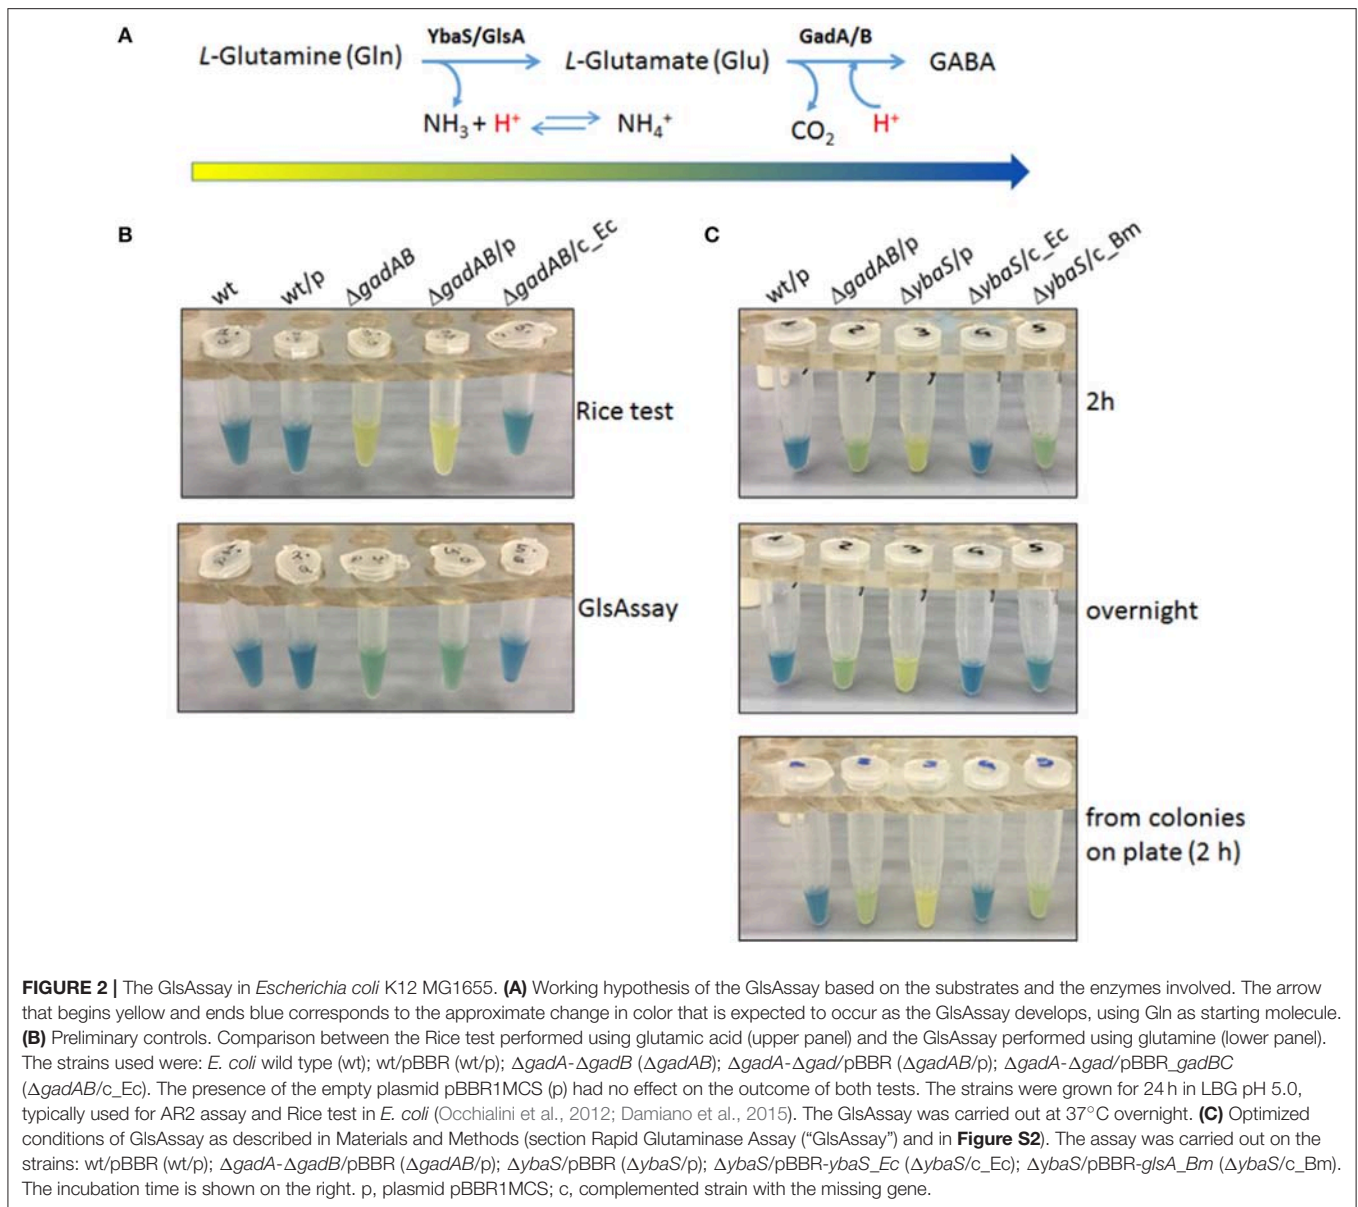 A
L-Glutamine (Gln) YbaS/GlsA L-Glutamate (Glu) GadA/B GABA
NH₃ + H⁺ NH₄⁺ CO₂ H⁺
B
wt wt/p ΔgadAB ΔgadAB/p ΔgadAB/c_Ec
Rice test
GlsAssay
C
wt/p ΔgadAB/p ΔybaS/p ΔybaS/c_Ec ΔybaS/c_Bm
1 2 3 4 5
2h
1 2 3 4 5
overnight
from colonies
on plate (2 h)
FIGURE 2 | The GlsAssay in Escherichia coli K12 MG1655. (A) Working hypothesis of the GlsAssay based on the substrates and the enzymes involved. The arrow
that begins yellow and ends blue corresponds to the approximate change in color that is expected to occur as the GlsAssay develops, using Gln as starting molecule.
(B) Preliminary controls. Comparison between the Rice test performed using glutamic acid (upper panel) and the GlsAssay performed using glutamine (lower panel).
The strains used were: E. coli wild type (wt); wt/pBBR (wt/p); ΔgadA-ΔgadB (ΔgadAB); ΔgadA-Δgad/pBBR (ΔgadAB/p); ΔgadA-Δgad/pBBR_gadBC
(ΔgadAB/c_Ec). The presence of the empty plasmid pBBR1MCS (p) had no effect on the outcome of both tests. The strains were grown for 24 h in LBG pH 5.0,
typically used for AR2 assay and Rice test in E. coli (Occhialini et al., 2012; Damiano et al., 2015). The GlsAssay was carried out at 37°C overnight. (C) Optimized
conditions of GlsAssay as described in Materials and Methods (section Rapid Glutaminase Assay (“GlsAssay”) and in Figure S2). The assay was carried out on the
strains: wt/pBBR (wt/p); ΔgadA-ΔgadB/pBBR (ΔgadAB/p); ΔybaS/pBBR (ΔybaS/p); ΔybaS/pBBR-ybaS_Ec (ΔybaS/c_Ec); ΔybaS/pBBR-glsA_Bm (ΔybaS/c_Bm).
The incubation time is shown on the right. p, plasmid pBBR1MCS; c, complemented strain with the missing gene.